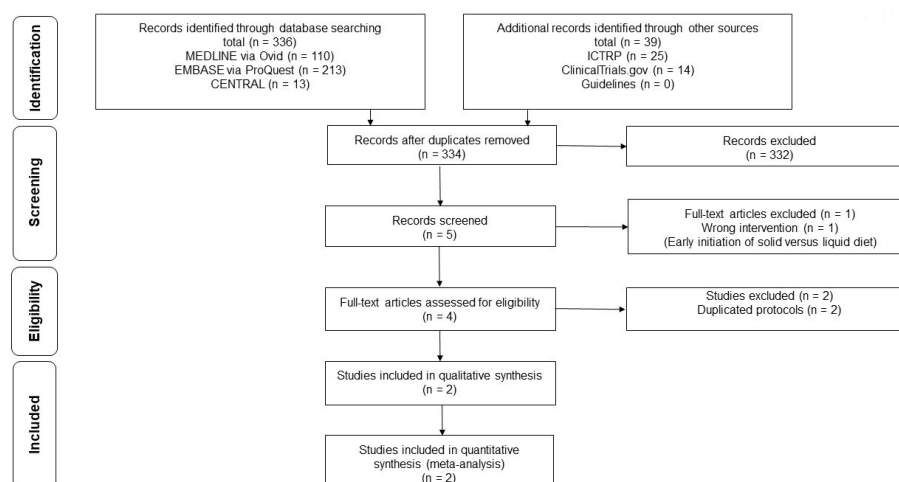 Identification
Records identified through database searching
total (n = 336)
MEDLINE via Ovid (n = 110)
EMBASE via ProQuest (n = 213)
CENTRAL (n = 13)
Additional records identified through other sources
total (n = 39)
ICTRP (n = 25)
ClinicalTrials.gov (n = 14)
Guidelines (n = 0)
Screening
Records after duplicates removed
(n = 334)
Records excluded
(n = 332)
Records screened
(n = 5)
Full-text articles excluded (n = 1)
Wrong intervention (n = 1)
(Early initiation of solid versus liquid diet)
Eligibility
Full-text articles assessed for eligibility
(n = 4)
Studies excluded (n = 2)
Duplicated protocols (n = 2)
Included
Studies included in qualitative synthesis
(n = 2)
Studies included in quantitative
synthesis (meta-analysis)
(n = 2)